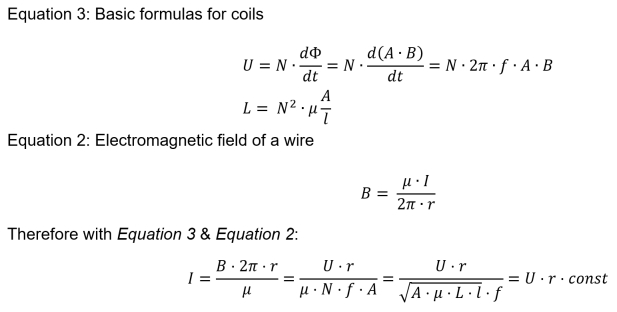 Equation 3: Basic formulas for coils
U = N · dΦ/dt = N · d(A · B)/dt = N · 2π · f · A · B
L = N² · μ A/l
Equation 2: Electromagnetic field of a wire
B = μ · I / 2π · r
Therefore with Equation 3 & Equation 2:
I = B · 2π · r / μ = U · r / μ · N · f · A = U · r / √(A · μ · L · l) · f = U · r · const